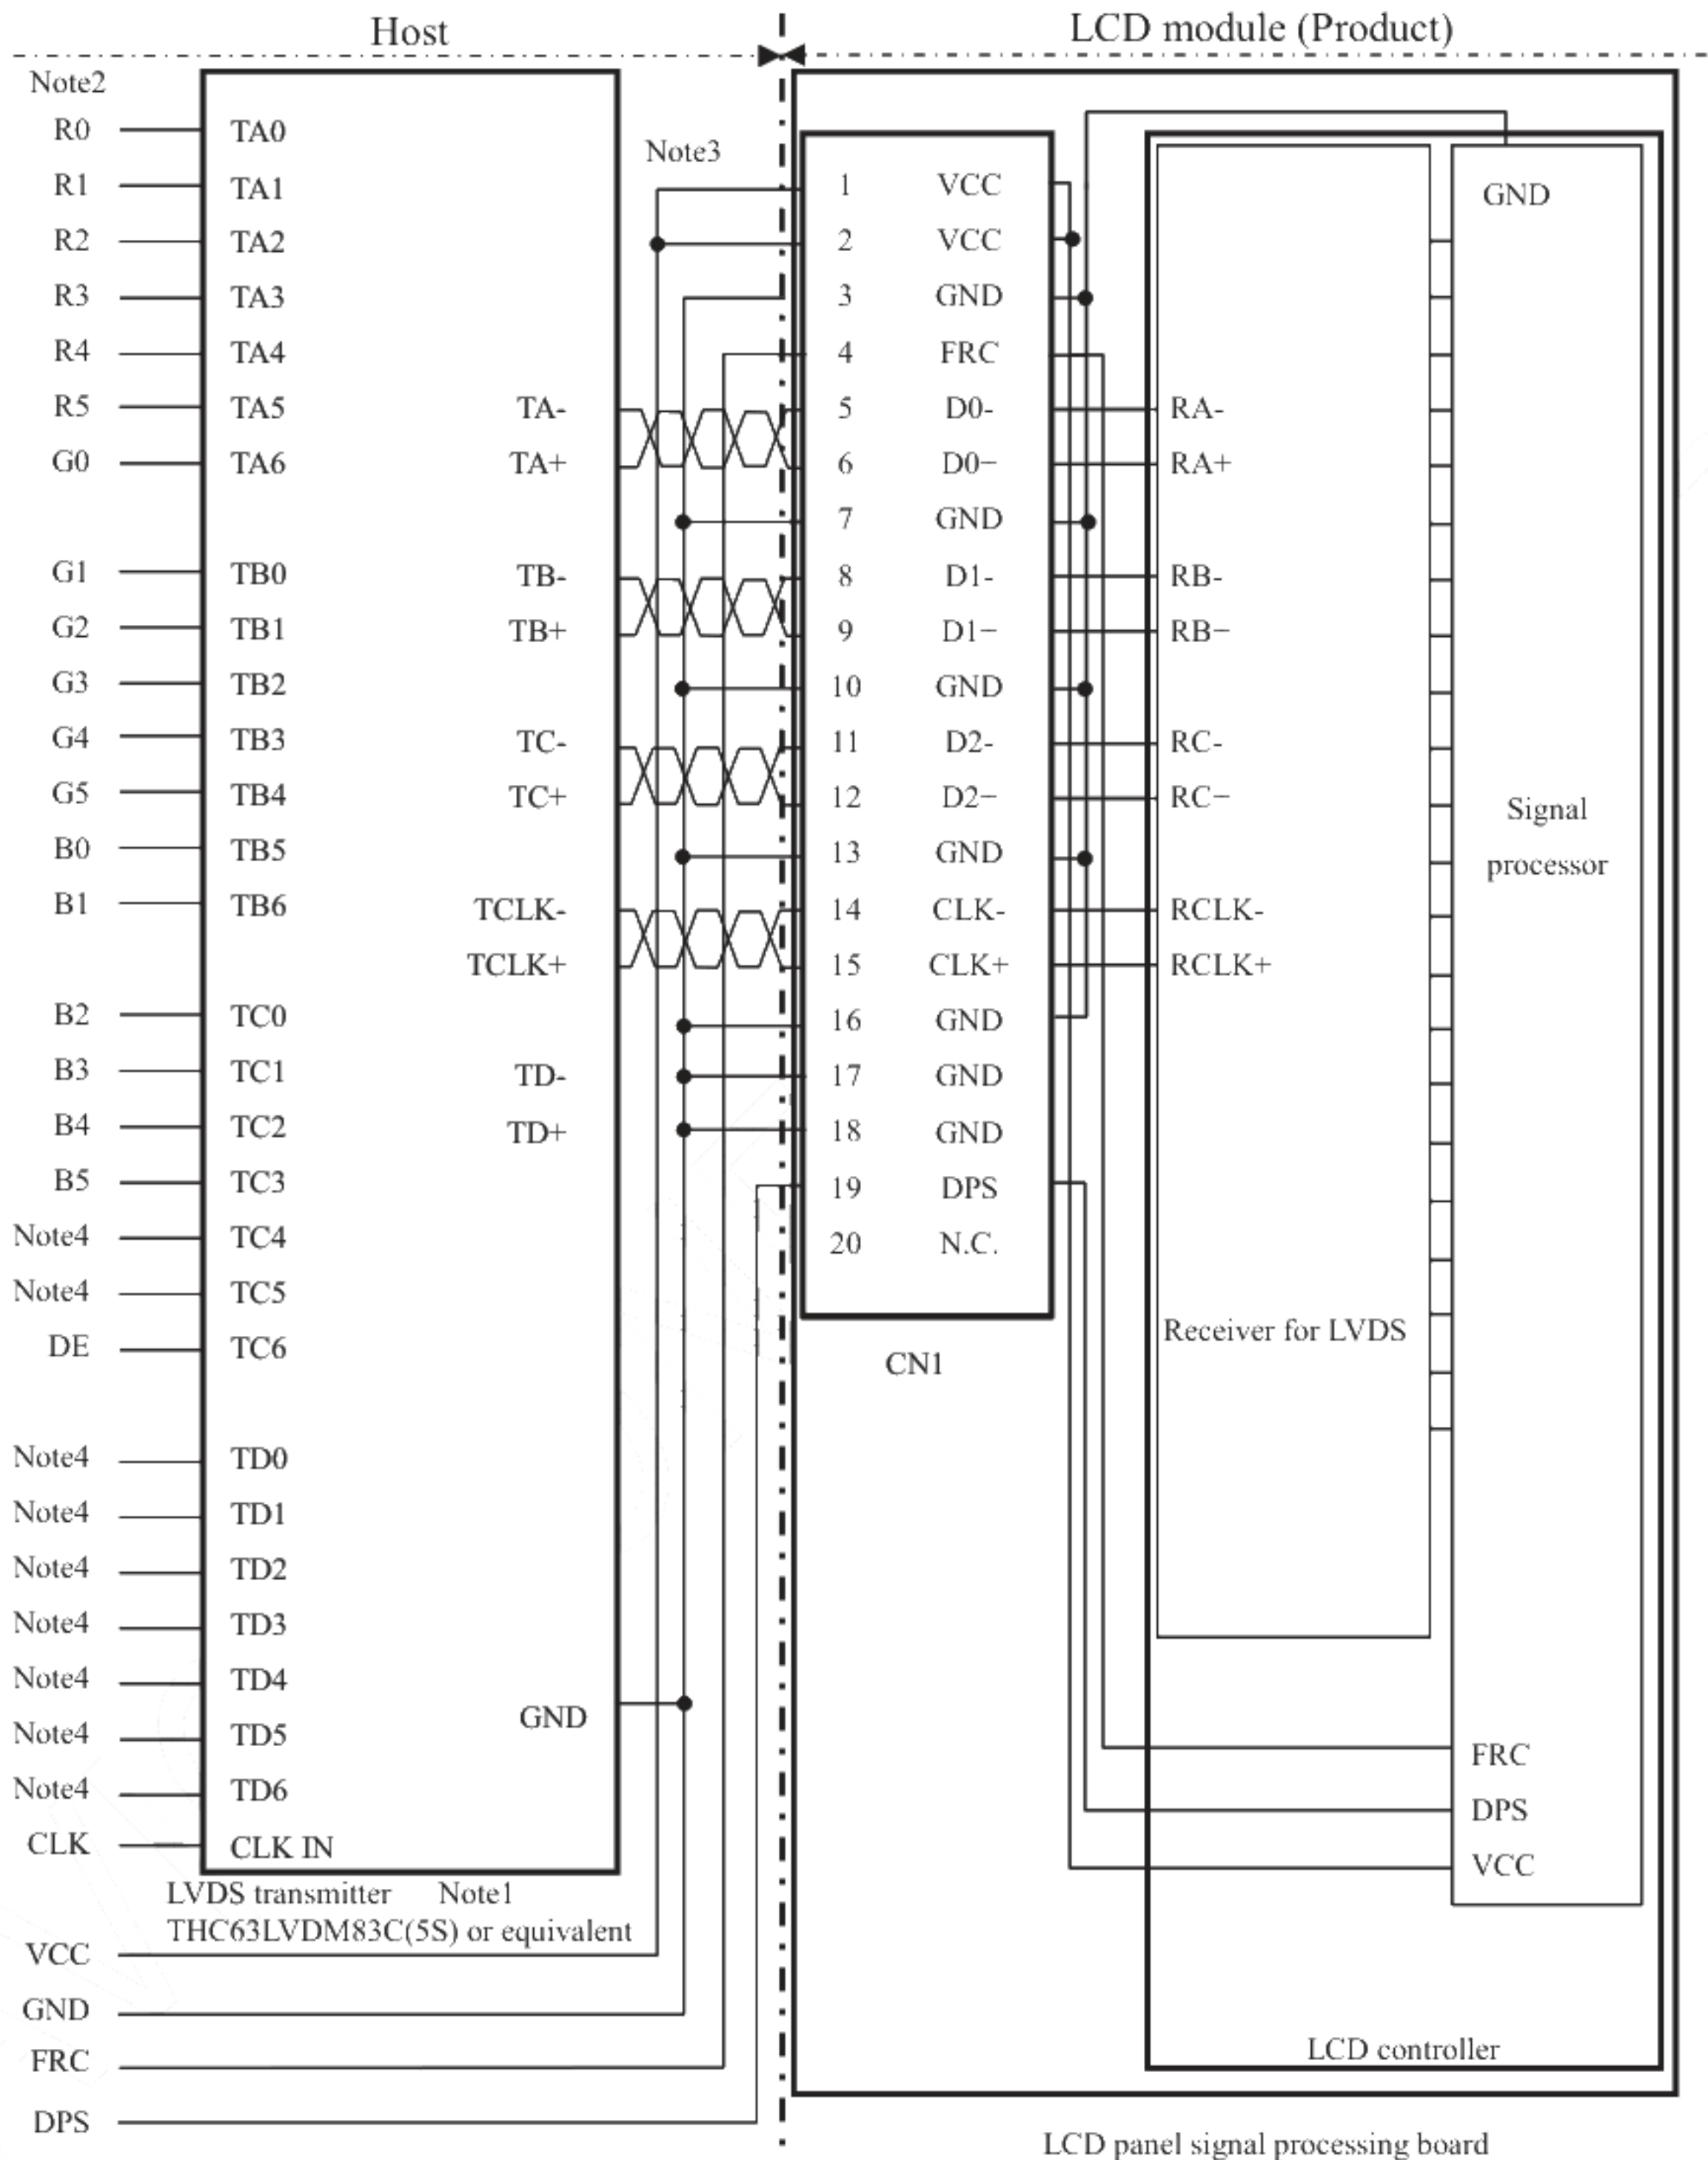 Host
LCD module (Product)
Note2
Note3
R0 TA0
R1 TA1
R2 TA2
R3 TA3
R4 TA4
R5 TA5 TA-
G0 TA6 TA+
G1 TB0 TB-
G2 TB1 TB+
G3 TB2
G4 TB3 TC-
G5 TB4 TC+
B0 TB5
B1 TB6 TCLK-
TCLK+
B2 TC0
B3 TC1 TD-
B4 TC2 TD+
B5 TC3
Note4 TC4
Note4 TC5
DE TC6
Note4 TD0
Note4 TD1
Note4 TD2
Note4 TD3
Note4 TD4
GND
Note4 TD5
Note4 TD6
CLK CLK IN
LVDS transmitter Note1
THC63LVDM83C(5S) or equivalent
VCC
GND
FRC
DPS
1 VCC
2 VCC
3 GND
4 FRC
5 D0- RA-
6 D0− RA+
7 GND
8 D1- RB-
9 D1− RB−
10 GND
11 D2- RC-
12 D2− RC−
13 GND
14 CLK- RCLK-
15 CLK+ RCLK+
16 GND
17 GND
18 GND
19 DPS
20 N.C.
CN1
Receiver for LVDS
GND
Signal
processor
FRC
DPS
VCC
LCD controller
LCD panel signal processing board